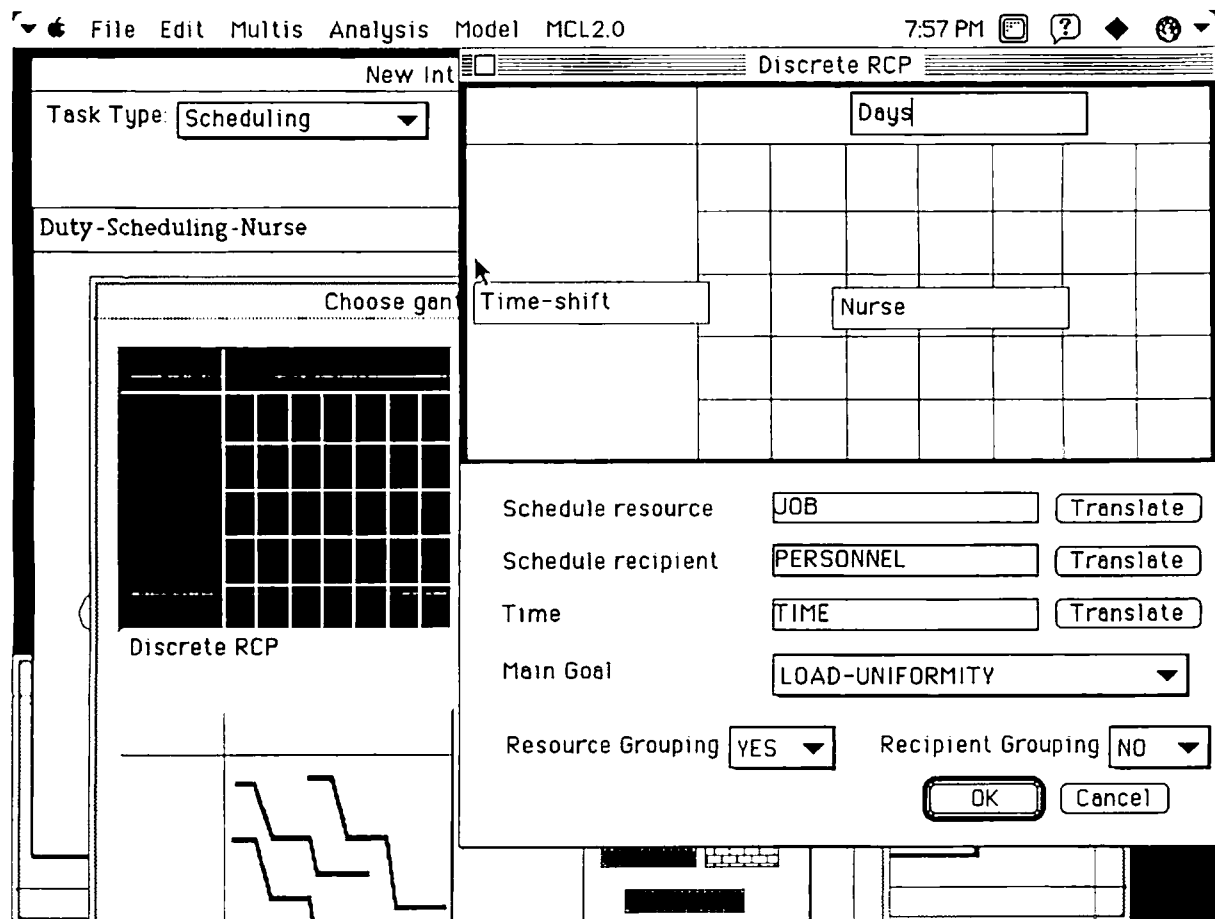 File Edit Multis Analysis Model MCL2.0 7:57 PM
New Int
Discrete RCP
Task Type: Scheduling
Days
Duty-Scheduling-Nurse
Choose gan
Time-shift
Nurse
Discrete RCP
Schedule resource JOB Translate
Schedule recipient PERSONNEL Translate
Time TIME Translate
Main Goal LOAD-UNIFORMITY
Resource Grouping YES Recipient Grouping NO
OK Cancel